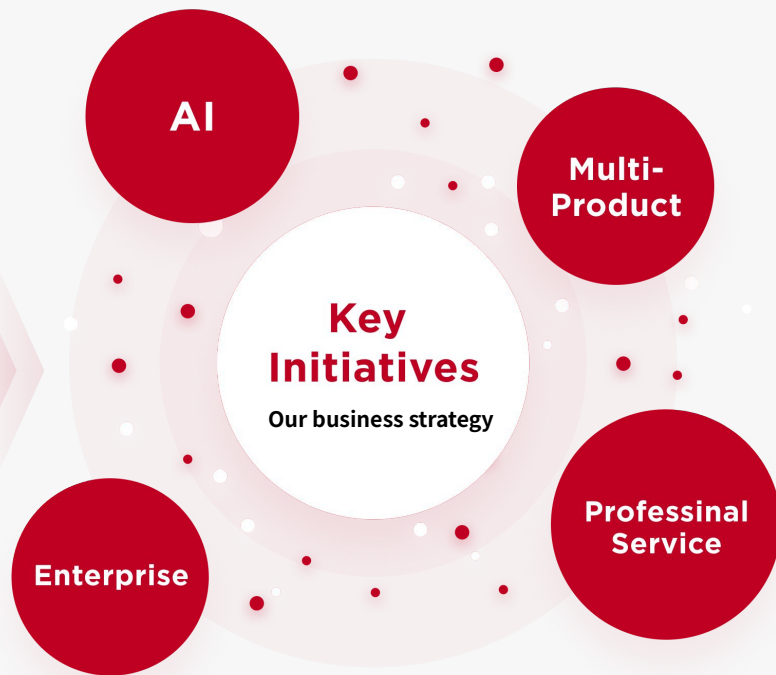 AI
Multi-
Product
Key
Initiatives
Our business strategy
Professinal
Service
Enterprise